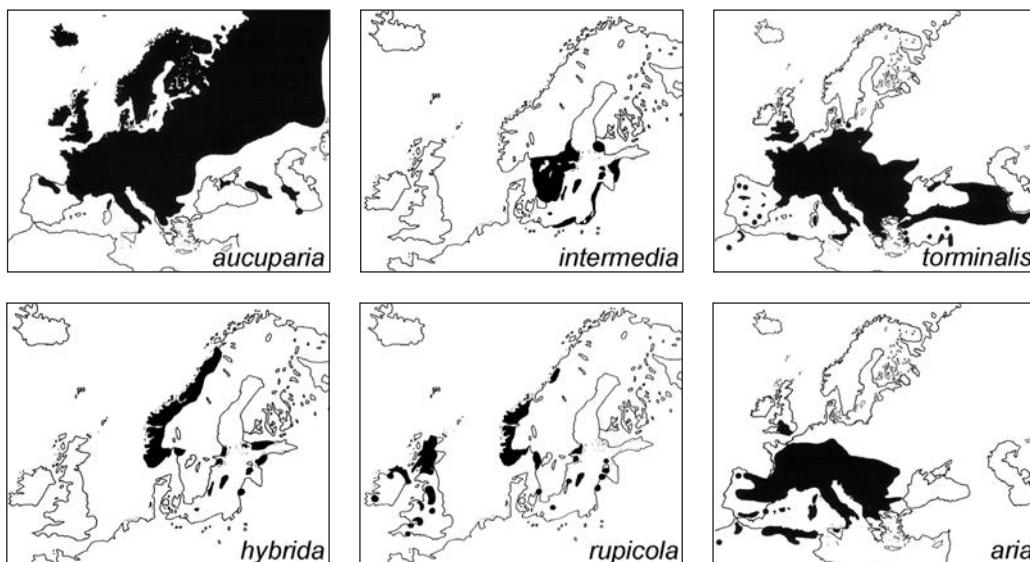 aucuparia
intermedia
torminalis
hybrida
rupicola
aria